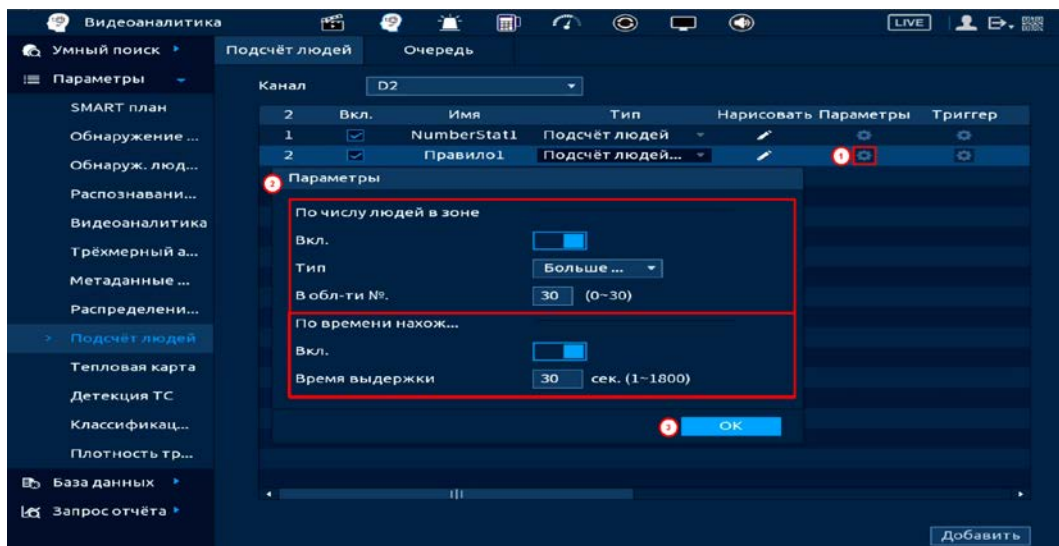 Видеоаналитика LIVE
Умный поиск Подсчёт людей Очередь
Параметры
Канал D2
SMART план
2 Вкл. Имя Тип Нарисовать Параметры Триггер
Обнаружение ...
1 NumberStat1 Подсчёт людей
Обнаруж. люд...
2 Правило1 Подсчёт людей... 1
2 Параметры
Распознавани...
По числу людей в зоне
Видеоаналитика
Вкл.
Трёхмерный а...
Тип Больше ...
Метаданные ...
В обл-ти №. 30 (0~30)
Распределени...
По времени нахож...
Подсчёт людей
Вкл.
Тепловая карта
Время выдержки 30 сек. (1~1800)
Детекция ТС
Классификац...
3 OK
Плотность тр...
База данных
Запрос отчёта
Добавить